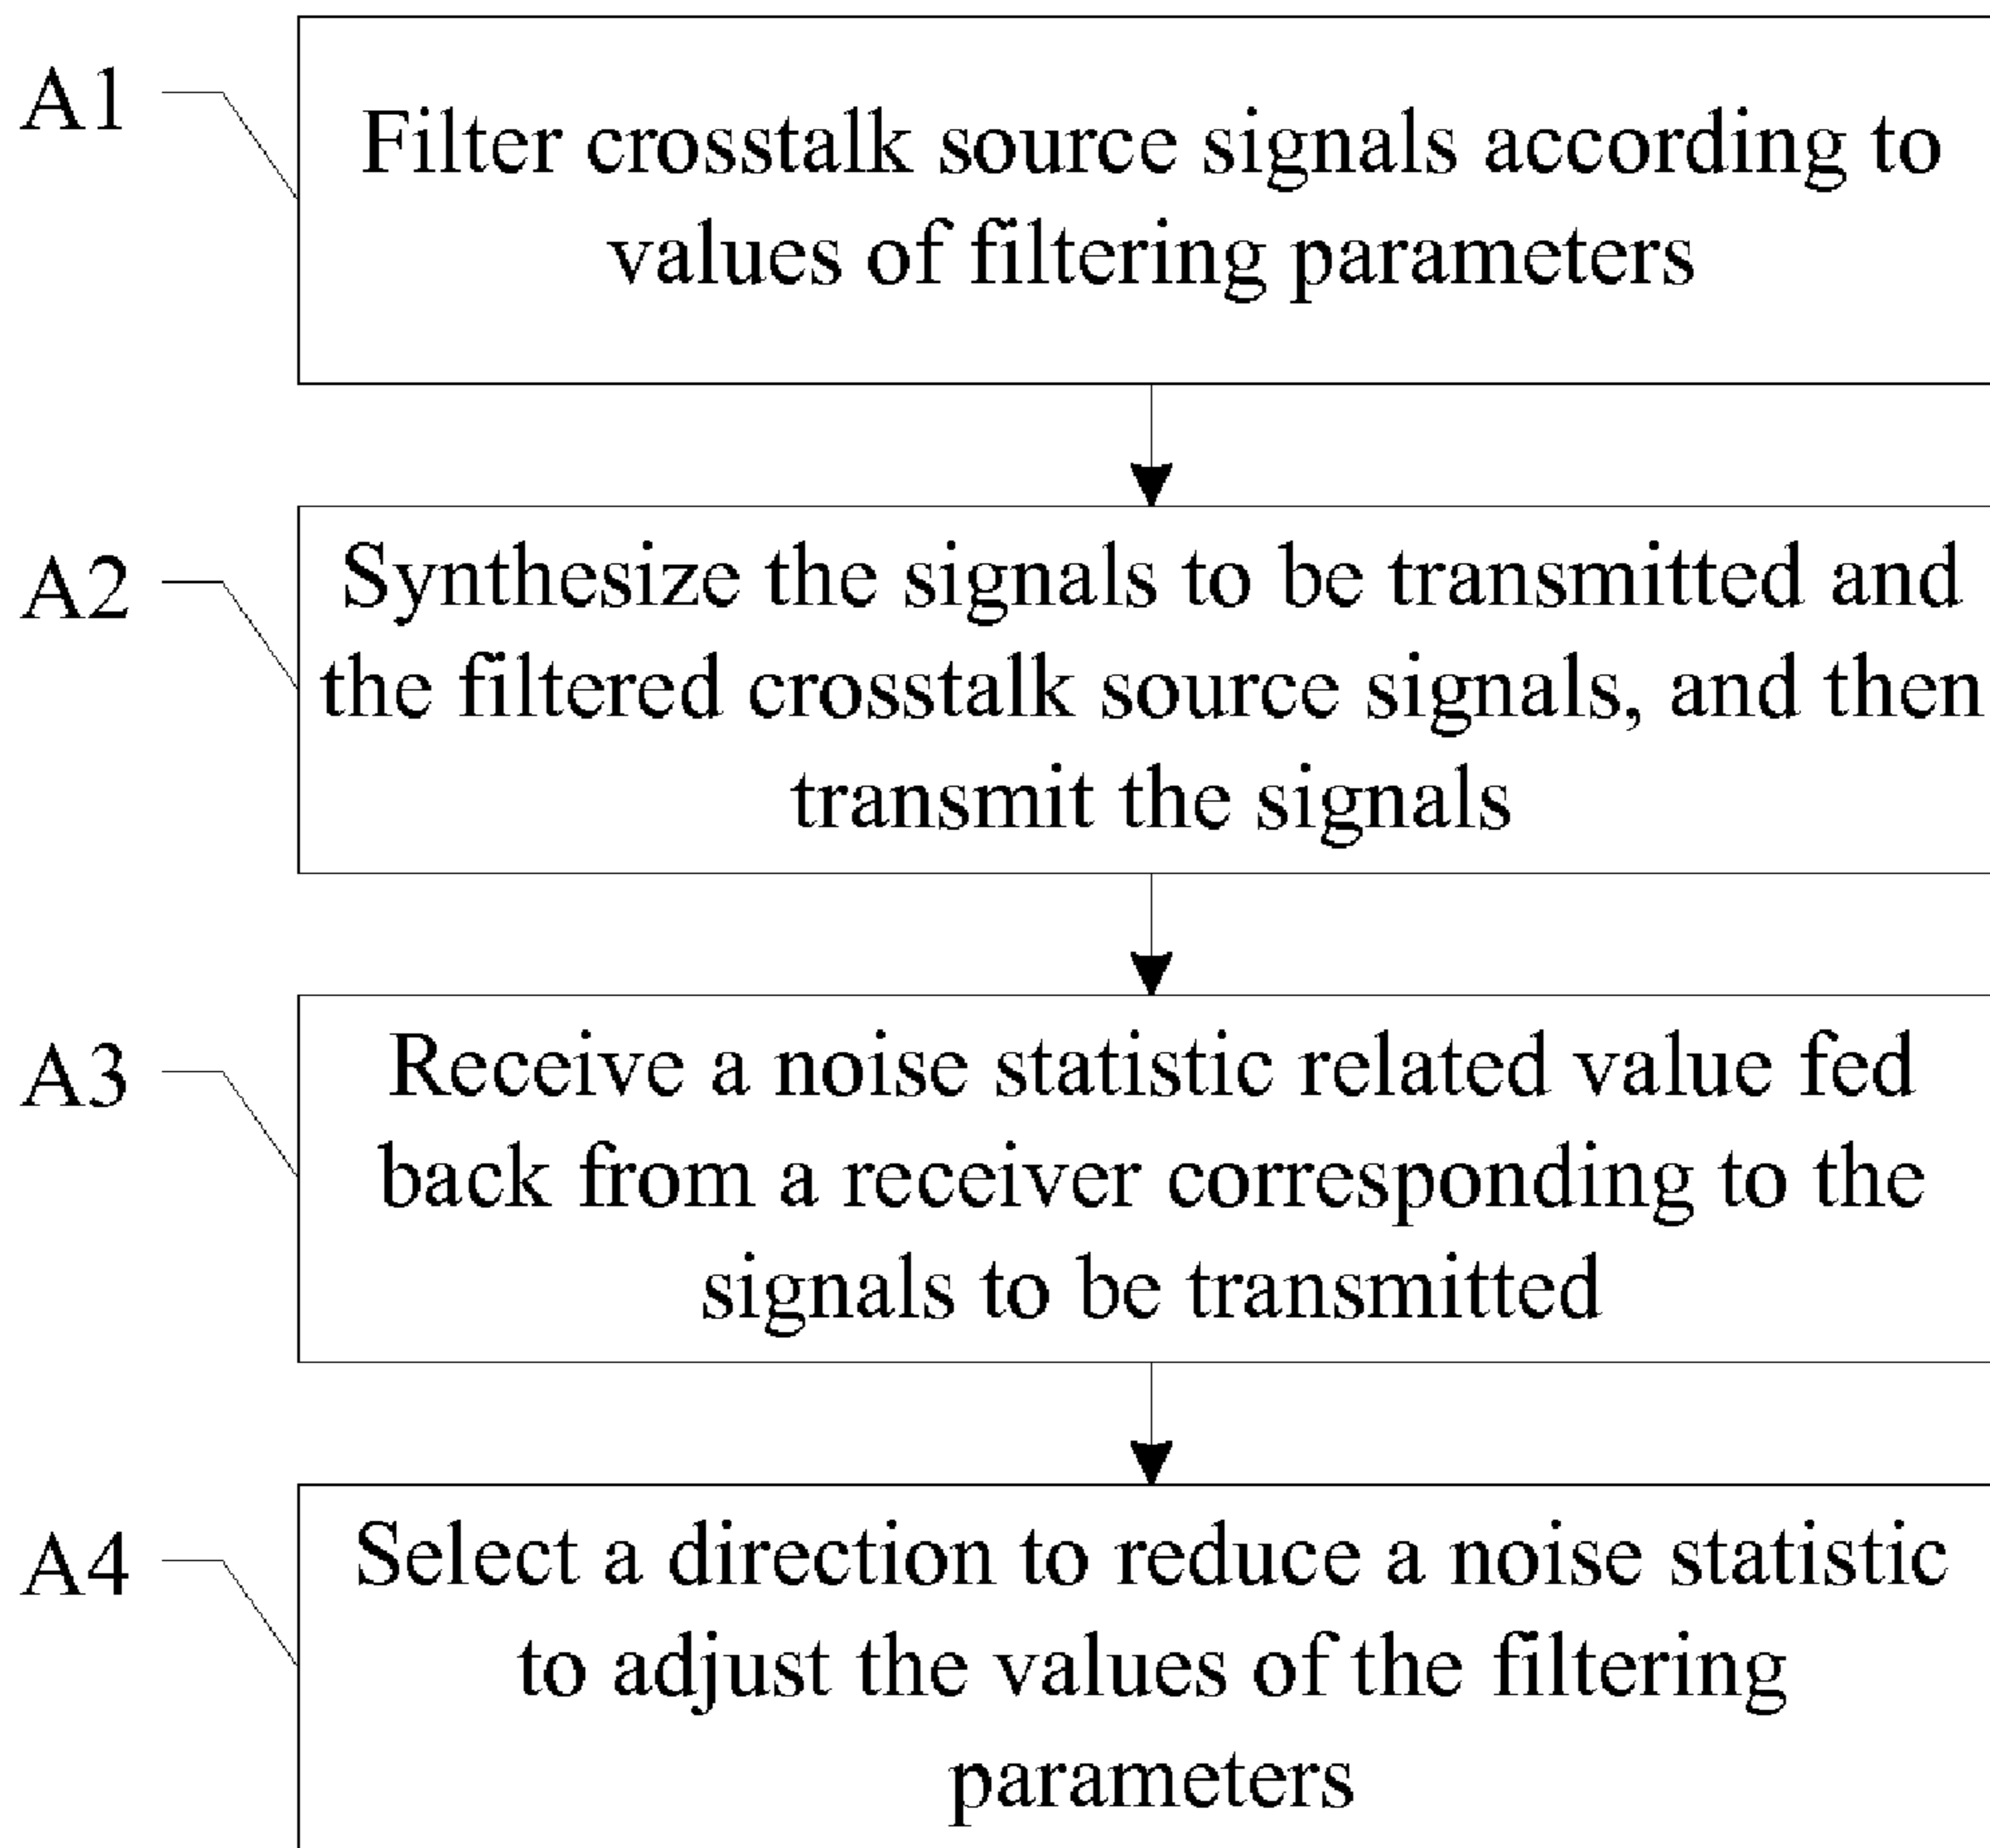 A1
Filter crosstalk source signals according to
values of filtering parameters
A2
Synthesize the signals to be transmitted and
the filtered crosstalk source signals, and then
transmit the signals
A3
Receive a noise statistic related value fed
back from a receiver corresponding to the
signals to be transmitted
A4
Select a direction to reduce a noise statistic
to adjust the values of the filtering
parameters